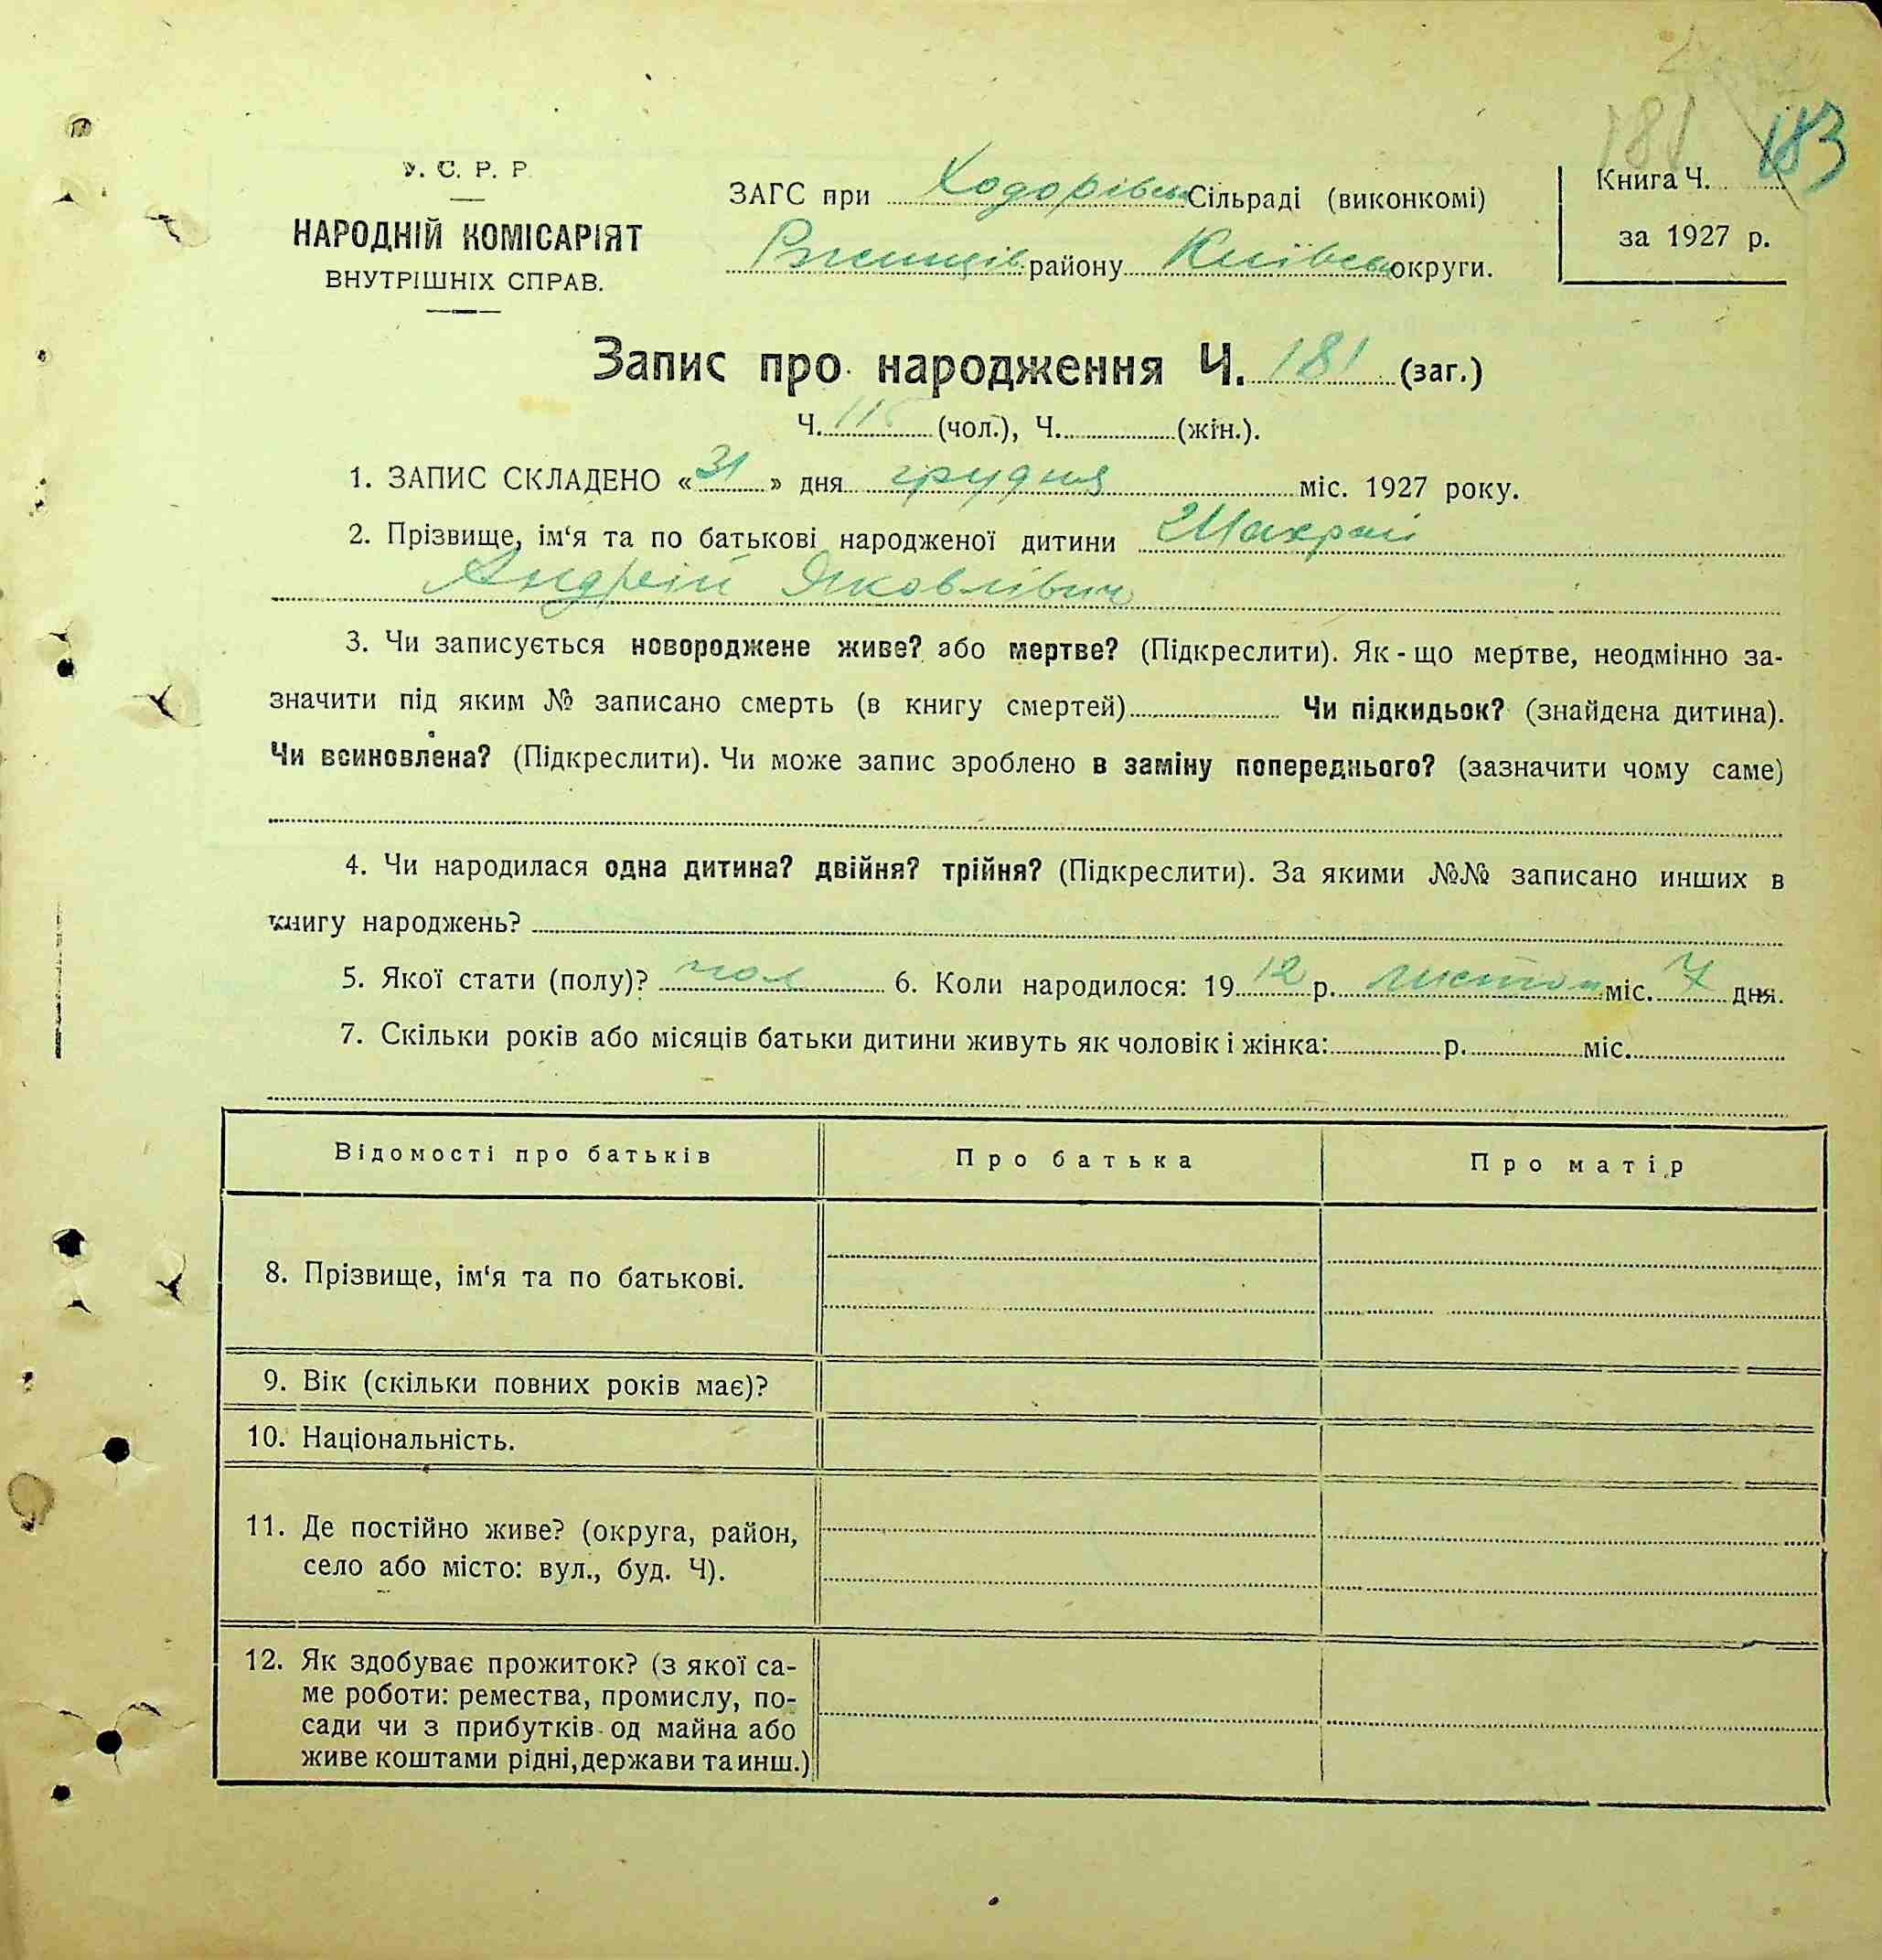 181 183
У. С. Р. Р.
НАРОДНІЙ КОМІСАРІЯТ
ВНУТРІШНІХ СПРАВ.
ЗАГС при Ходорівськ Сільраді (виконкомі)
Ржищів району Київськ округи.
Книга Ч.
за 1927 р.
Запис про народження Ч. 181 (заг.)
Ч. (чол.), Ч. (жін.).
1. ЗАПИС СКЛАДЕНО «31» дня грудня міс. 1927 року.
2. Прізвище, ім‘я та по батькові народженої дитини Шахрай
Андрій Яковлівич
3. Чи записується новороджене живе? або мертве? (Підкреслити). Як-що мертве, неодмінно за-
значити під яким № записано смерть (в книгу смертей) Чи підкидьок? (знайдена дитина).
Чи всиновлена? (Підкреслити). Чи може запис зроблено в заміну попереднього? (зазначити чому саме)
4. Чи народилася одна дитина? двійня? трійня? (Підкреслити). За якими №№ записано инших в
книгу народжень?
5. Якої стати (полу)? чол 6. Коли народилося: 1912 р. листоп міс. 7 дня.
7. Скільки років або місяців батьки дитини живуть як чоловік і жінка: р. міс.
Відомості про батьків Про батька Про матір
8. Прізвище, ім‘я та по батькові.
9. Вік (скільки повних років має)?
10. Національність.
11. Де постійно живе? (округа, район,
село або місто: вул., буд. Ч).
12. Як здобуває прожиток? (з якої са-
ме роботи: ремества, промислу, по-
сади чи з прибутків од майна або
живе коштами рідні, держави та инш.)